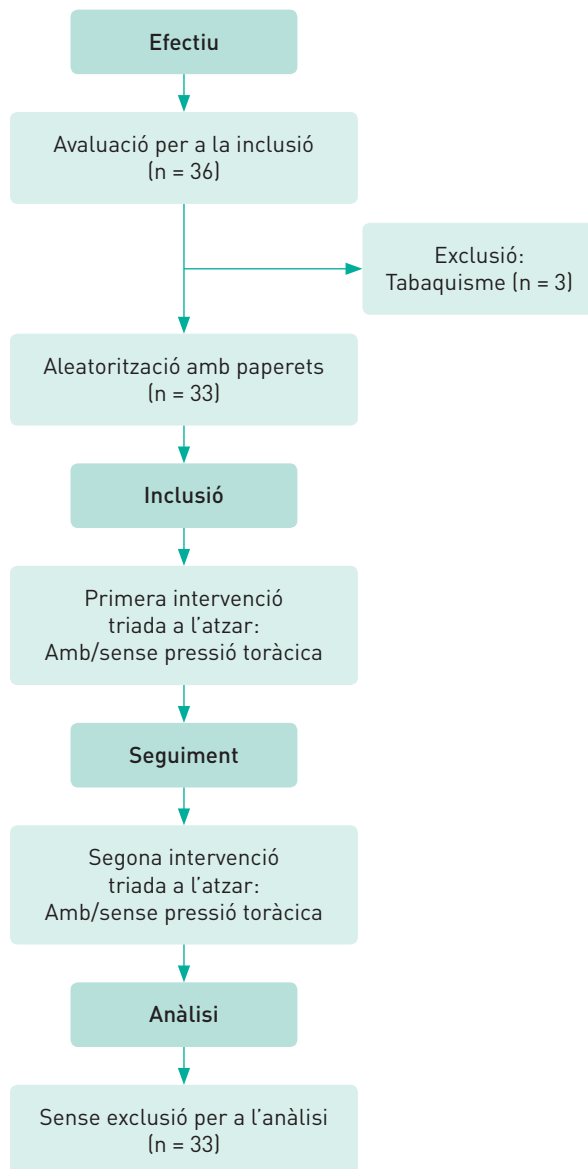 Efectiu
Avaluació per a la inclusió
(n = 36)
Exclusió:
Tabaquisme (n = 3)
Aleatorització amb paperets
(n = 33)
Inclusió
Primera intervenció
triada a l’atzar:
Amb/sense pressió toràcica
Seguiment
Segona intervenció
triada a l’atzar:
Amb/sense pressió toràcica
Anàlisi
Sense exclusió per a l’anàlisi
(n = 33)